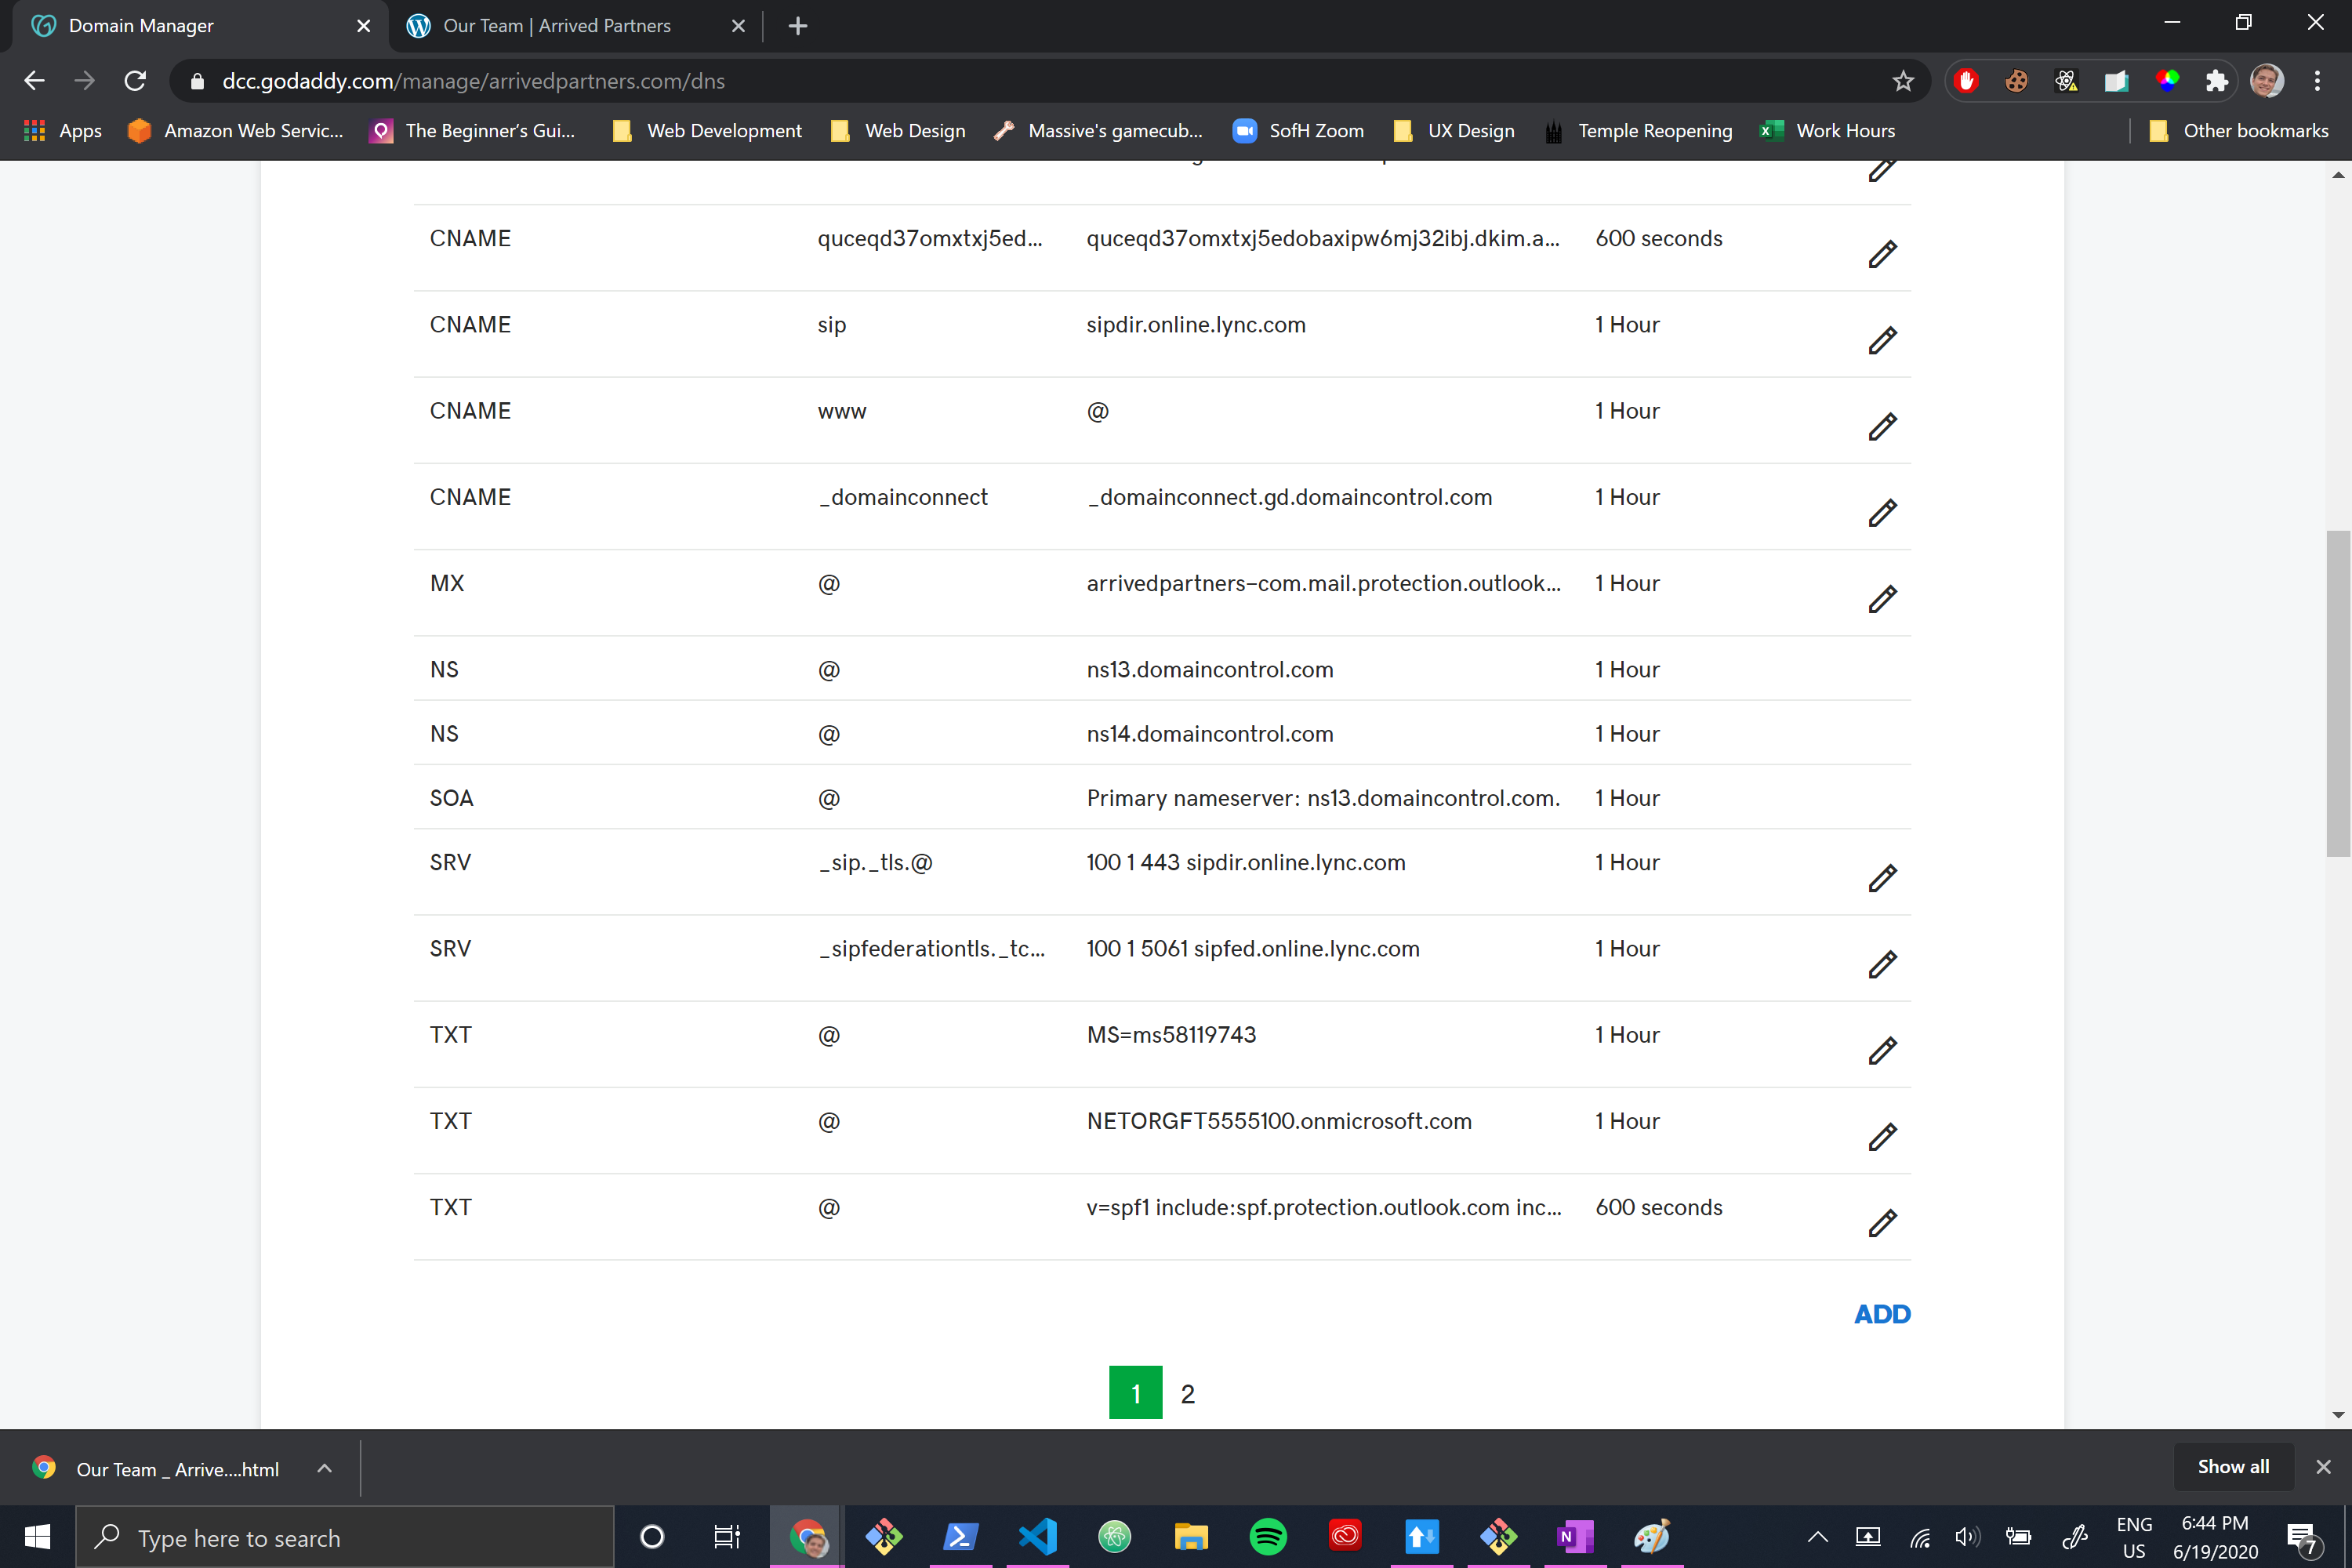 Domain Manager
Our Team | Arrived Partners
dcc.godaddy.com/manage/arrivedpartners.com/dns
Apps
Amazon Web Servic...
The Beginner's Gui...
Web Development
Web Design
Massive's gamecub...
SofH Zoom
UX Design
Temple Reopening
Work Hours
Other bookmarks
CNAME quceqd37omxtxj5ed... quceqd37omxtxj5edobaxipw6mj32ibj.dkim.a... 600 seconds
CNAME sip sipdir.online.lync.com 1 Hour
CNAME www @ 1 Hour
CNAME _domainconnect _domainconnect.gd.domaincontrol.com 1 Hour
MX @ arrivedpartners-com.mail.protection.outlook... 1 Hour
NS @ ns13.domaincontrol.com 1 Hour
NS @ ns14.domaincontrol.com 1 Hour
SOA @ Primary nameserver: ns13.domaincontrol.com. 1 Hour
SRV _sip._tls.@ 100 1 443 sipdir.online.lync.com 1 Hour
SRV _sipfederationtls._tc... 100 1 5061 sipfed.online.lync.com 1 Hour
TXT @ MS=ms58119743 1 Hour
TXT @ NETORGFT5555100.onmicrosoft.com 1 Hour
TXT @ v=spf1 include:spf.protection.outlook.com inc... 600 seconds
ADD
1 2
Our Team _ Arrive....html
Show all
Type here to search
ENG
US
6:44 PM
6/19/2020
7